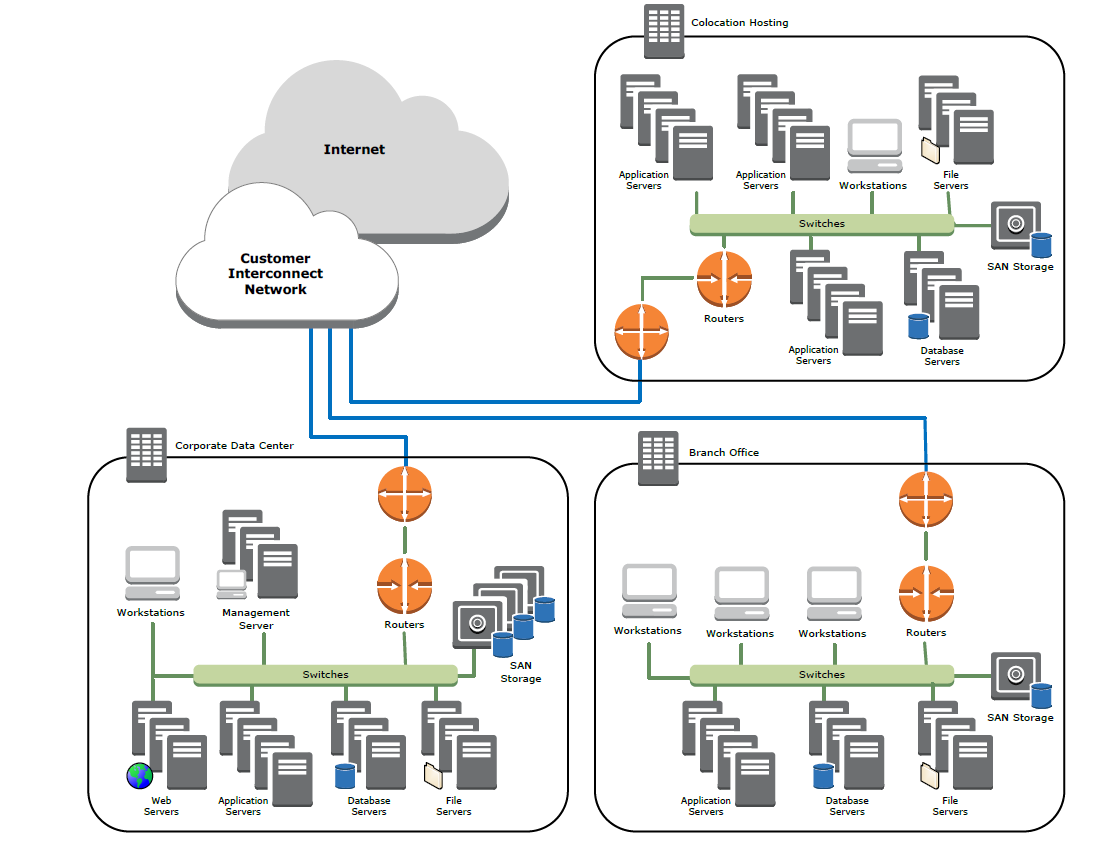 Colocation Hosting
Internet
Customer
Interconnect
Network
Application
Servers
Application
Servers
Workstations
File
Servers
Switches
SAN Storage
Routers
Application
Servers
Database
Servers
Corporate Data Center
Workstations
Management
Server
Routers
SAN
Storage
Switches
Web
Servers
Application
Servers
Database
Servers
File
Servers
Branch Office
Workstations
Workstations
Workstations
Routers
Switches
SAN Storage
Application
Servers
Database
Servers
File
Servers